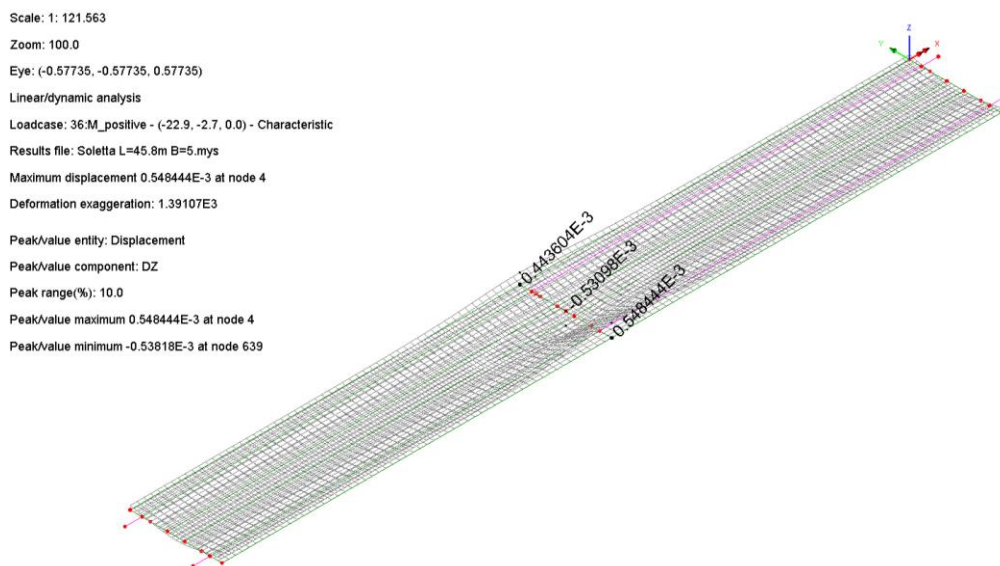 Scale: 1: 121.563
Zoom: 100.0
Eye: (-0.57735, -0.57735, 0.57735)
Linear/dynamic analysis
Loadcase: 36:M_positive - (-22.9, -2.7, 0.0) - Characteristic
Results file: Soletta L=45.8m B=5.mys
Maximum displacement 0.548444E-3 at node 4
Deformation exaggeration: 1.39107E3
Peak/value entity: Displacement
Peak/value component: DZ
Peak range(%): 10.0
Peak/value maximum 0.548444E-3 at node 4
Peak/value minimum -0.53818E-3 at node 639
Z
Y
X
0.443604E-3
-0.53098E-3
0.548444E-3